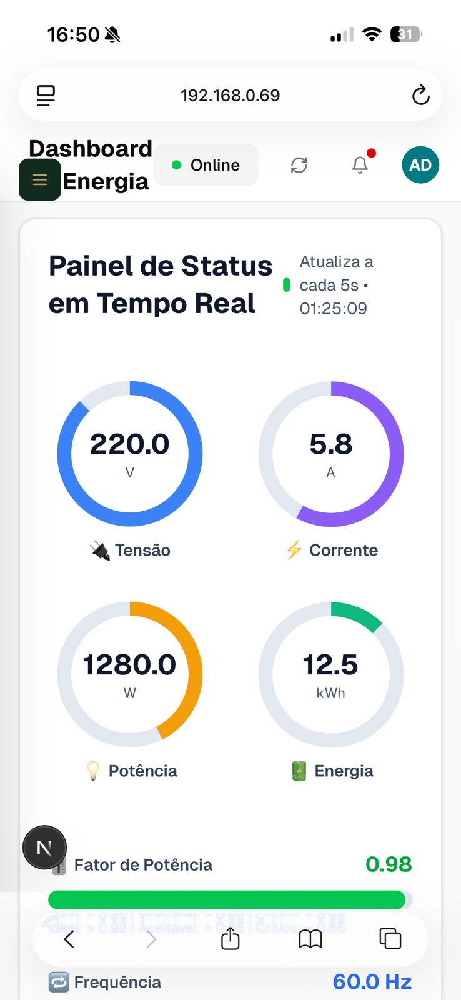 16:50
31
192.168.0.69
Dashboard
Energia
Online
AD
Painel de Status
em Tempo Real
Atualiza a
cada 5s •
01:25:09
220.0
V
5.8
A
Tensão
Corrente
1280.0
W
12.5
kWh
Potência
Energia
N
Fator de Potência
0.98
Ideal: > 0.92 | Aceitável: > 0.85 | Crítico: < 0.85
Frequência
60.0 Hz